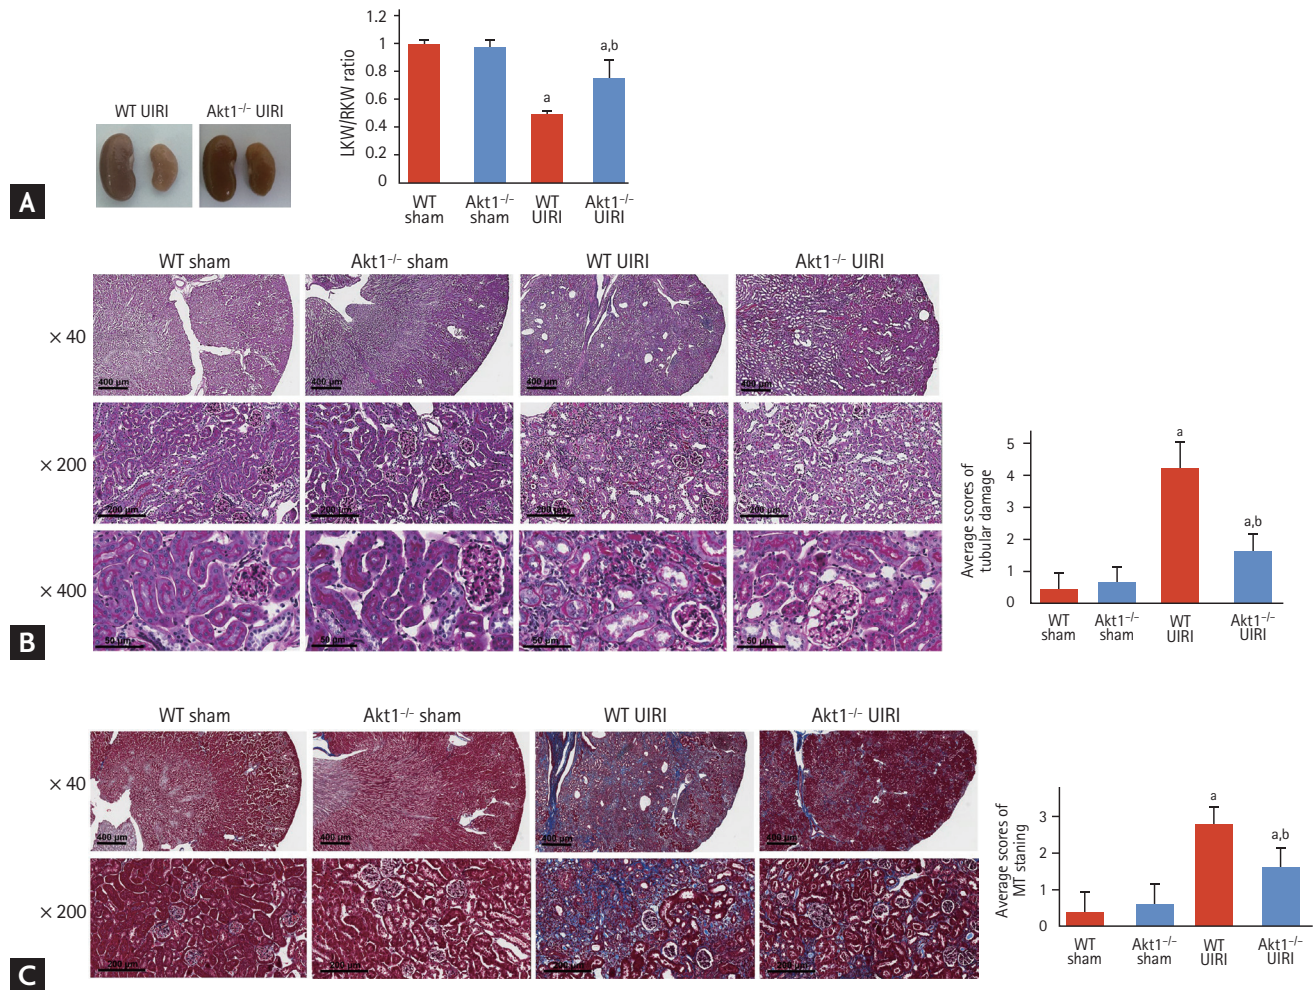 WT UIRI
Akt1–/– UIRI
LKW/RKW ratio
1.2
1
0.8
0.6
0.4
0.2
0
a
a,b
WT
sham
Akt1–/–
sham
WT
UIRI
Akt1–/–
UIRI
A
WT sham
Akt1–/– sham
WT UIRI
Akt1–/– UIRI
× 40
400 µm
400 µm
400 µm
400 µm
× 200
200 µm
200 µm
200 µm
200 µm
× 400
50 µm
50 µm
50 µm
50 µm
Average scores of
tubular damage
5
4
3
2
1
0
a
a,b
WT
sham
Akt1–/–
sham
WT
UIRI
Akt1–/–
UIRI
B
WT sham
Akt1–/– sham
WT UIRI
Akt1–/– UIRI
× 40
400 µm
400 µm
400 µm
400 µm
× 200
200 µm
200 µm
200 µm
200 µm
Average scores of
MT staning
3
2
1
0
a
a,b
WT
sham
Akt1–/–
sham
WT
UIRI
Akt1–/–
UIRI
C